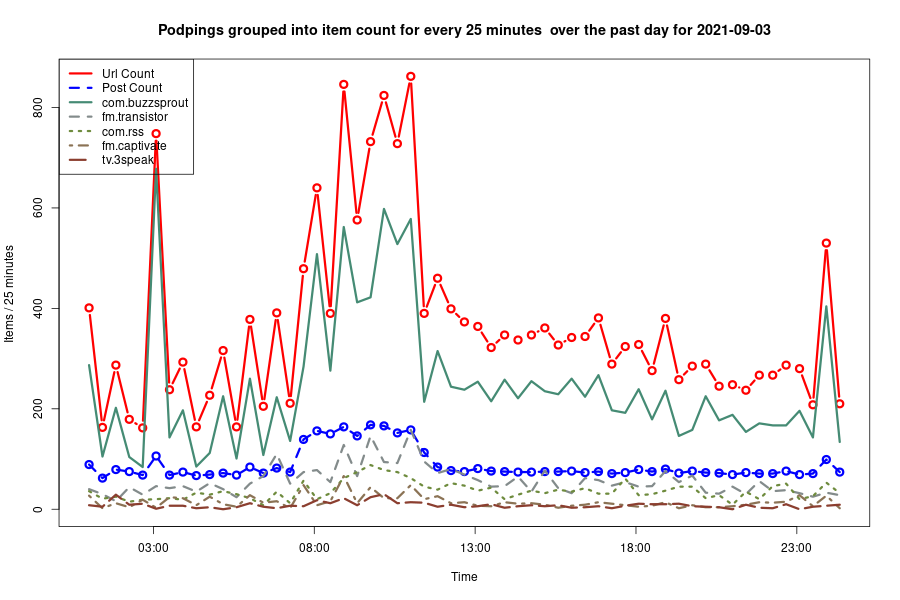 Podpings grouped into item count for every 25 minutes  over the past day for 2021-09-03
Url Count
Post Count
com.buzzsprout
fm.transistor
com.rss
fm.captivate
tv.3speak
Items / 25 minutes
800
600
400
200
0
03:00 08:00 13:00 18:00 23:00
Time